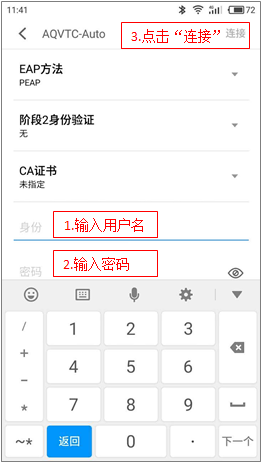 11:41
4G 72
AQVTC-Auto
3.点击“连接” 连接
EAP方法
PEAP
阶段2身份验证
无
CA证书
未指定
身份 1.输入用户名
密码 2.输入密码
/ 1 2 3
+
4 5 6
-
* 7 8 9
~* 返回 0 . 下一个